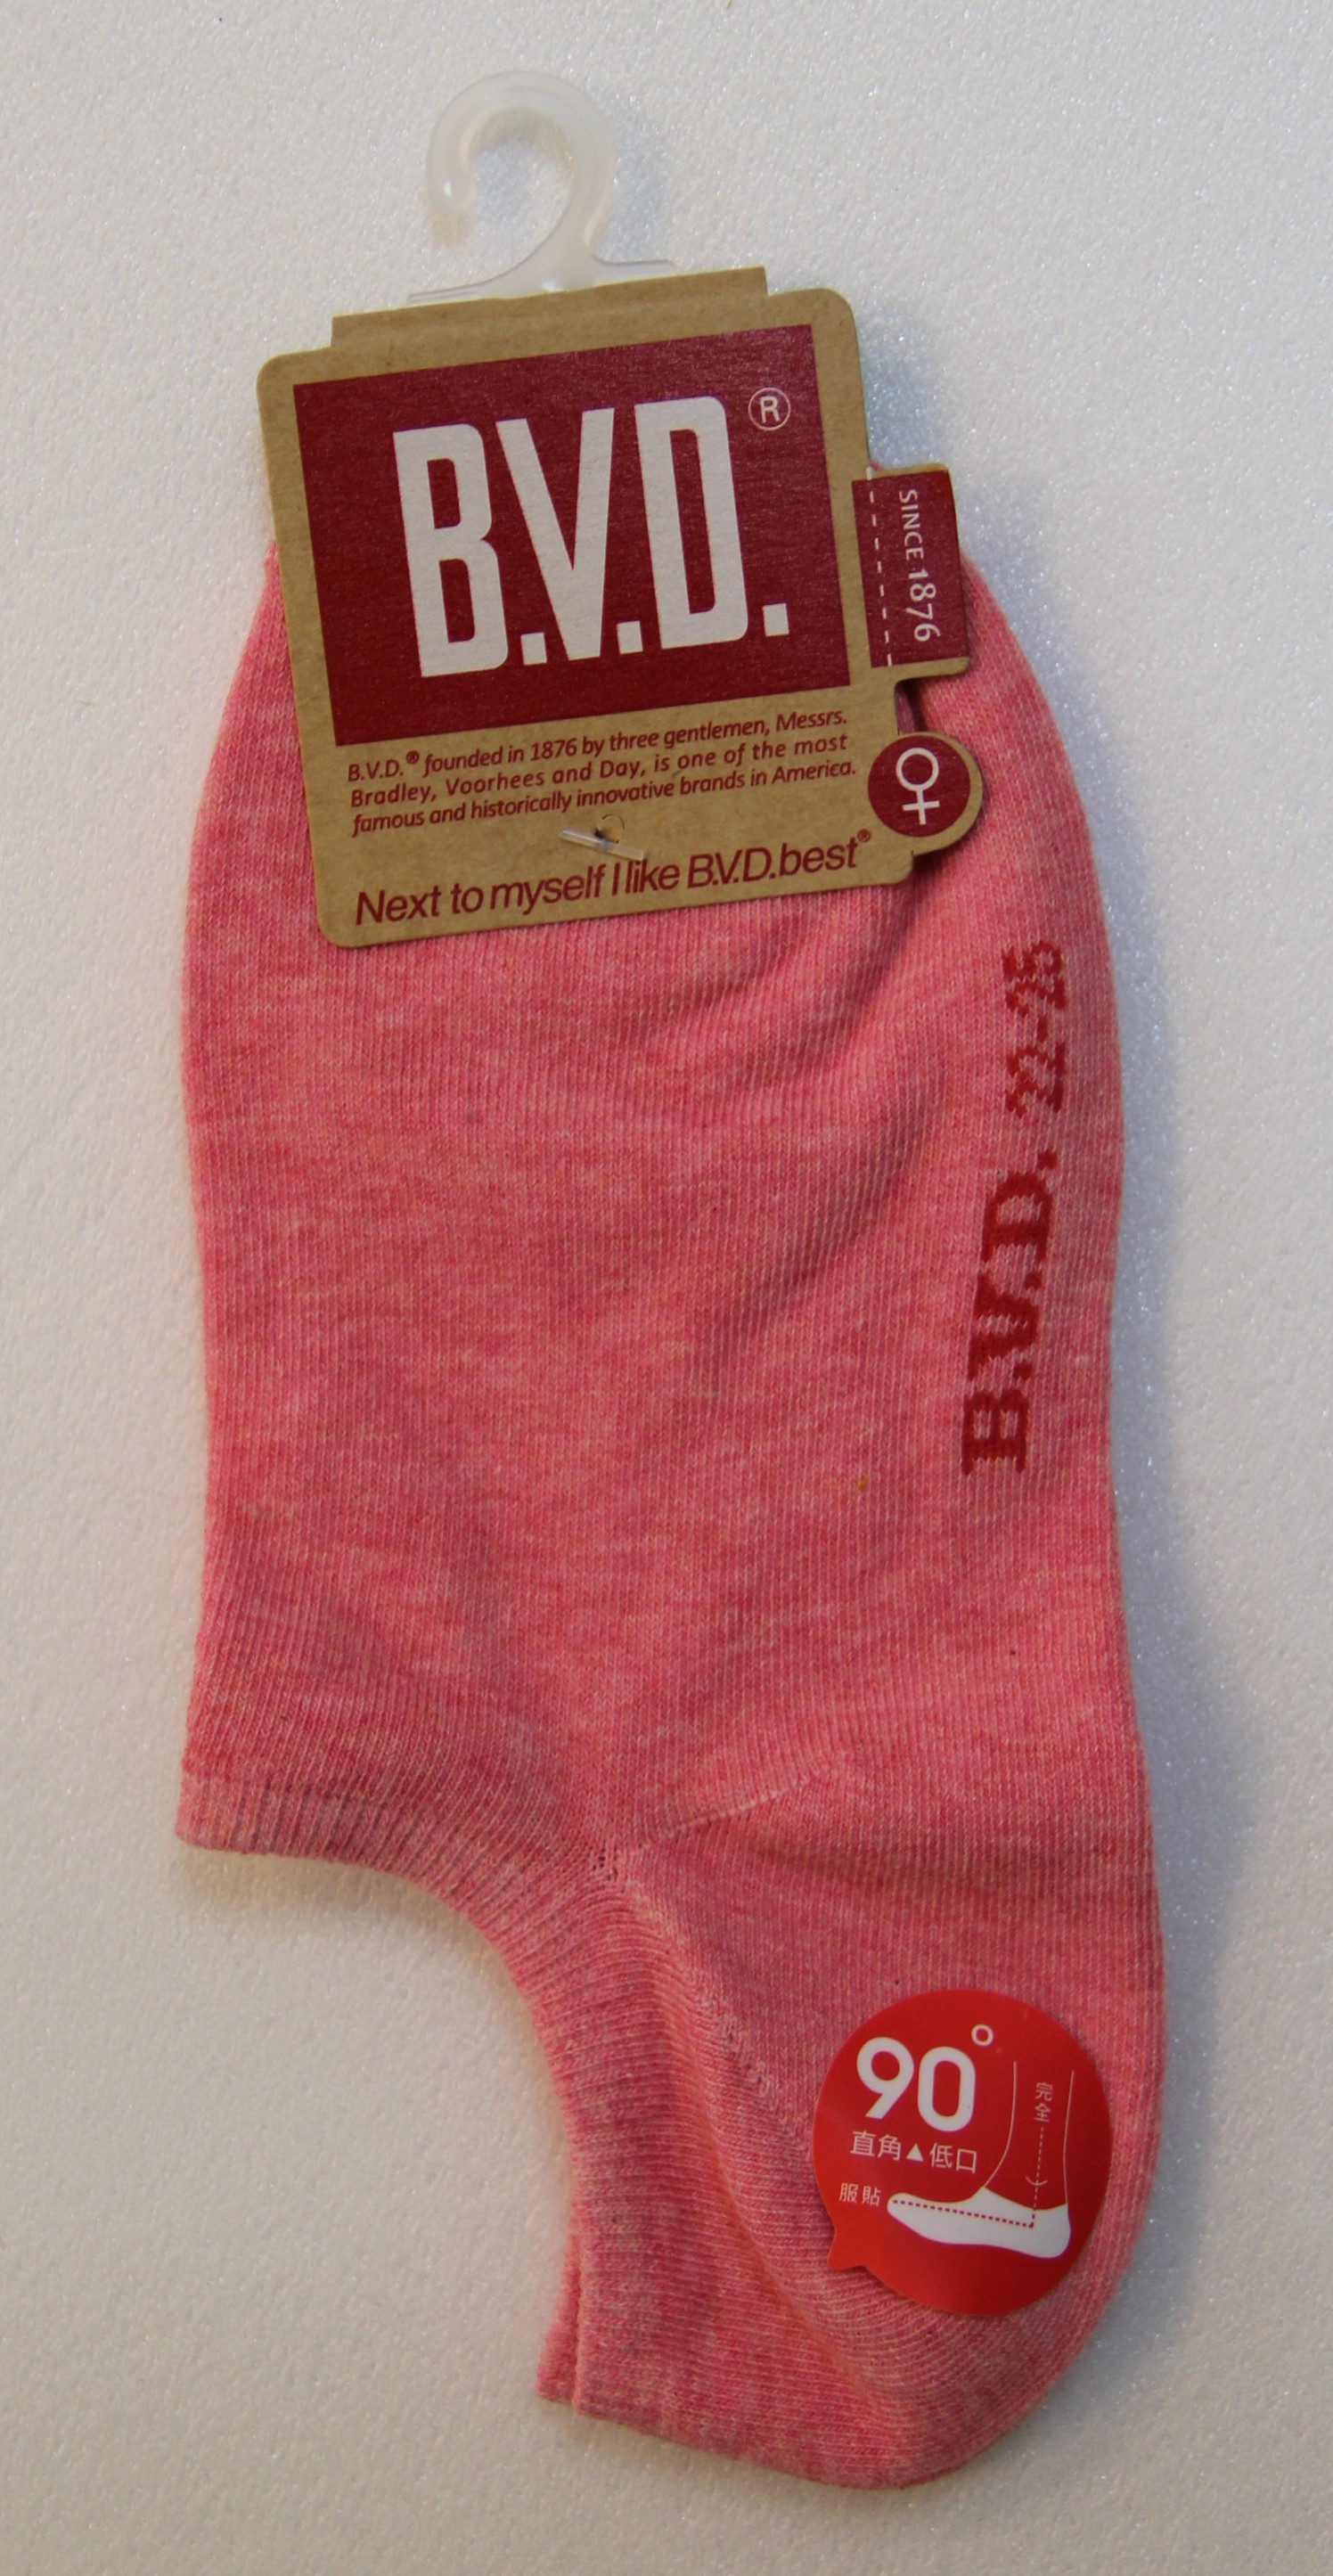 B.V.D.®
SINCE 1876
B.V.D.® founded in 1876 by three gentlemen, Messrs.
Bradley, Voorhees and Day, is one of the most
famous and historically innovative brands in America.
Next to myself I like B.V.D.best®
B.V.D. 22-25
90°
直角▲低口
完全
服貼